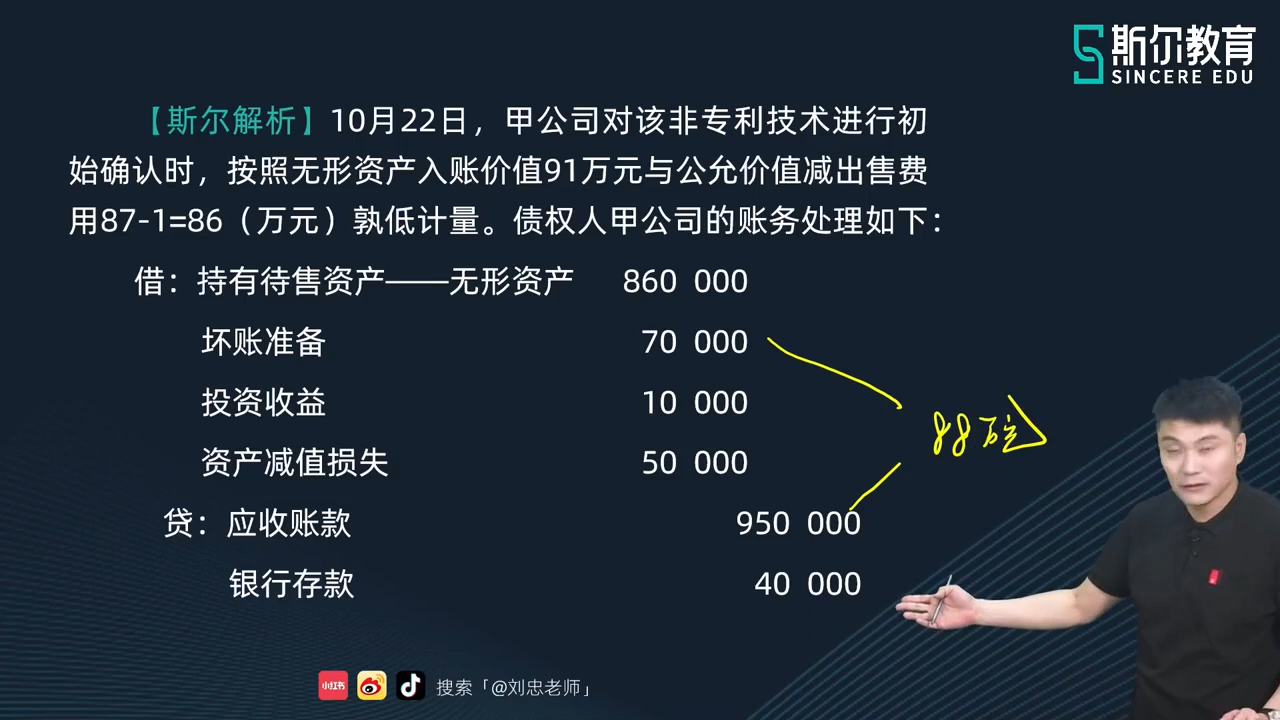 斯尔教育
SINCERE EDU
【斯尔解析】10月22日，甲公司对该非专利技术进行初
始确认时，按照无形资产入账价值91万元与公允价值减出售费
用87-1=86（万元）孰低计量。债权人甲公司的账务处理如下：
借：持有待售资产——无形资产 860 000
坏账准备 70 000
投资收益 10 000
88万
资产减值损失 50 000
贷：应收账款 950 000
银行存款 40 000
小红书 搜索「@刘忠老师」